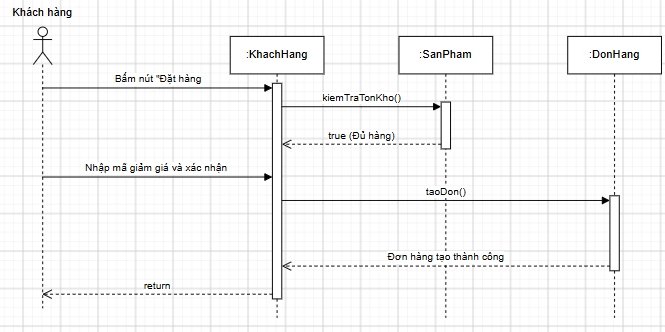 Khách hàng
:KhachHang
:SanPham
:DonHang
Bấm nút "Đặt hàng
kiemTraTonKho()
true (Đủ hàng)
Nhập mã giảm giá và xác nhận
taoDon()
Đơn hàng tạo thành công
return